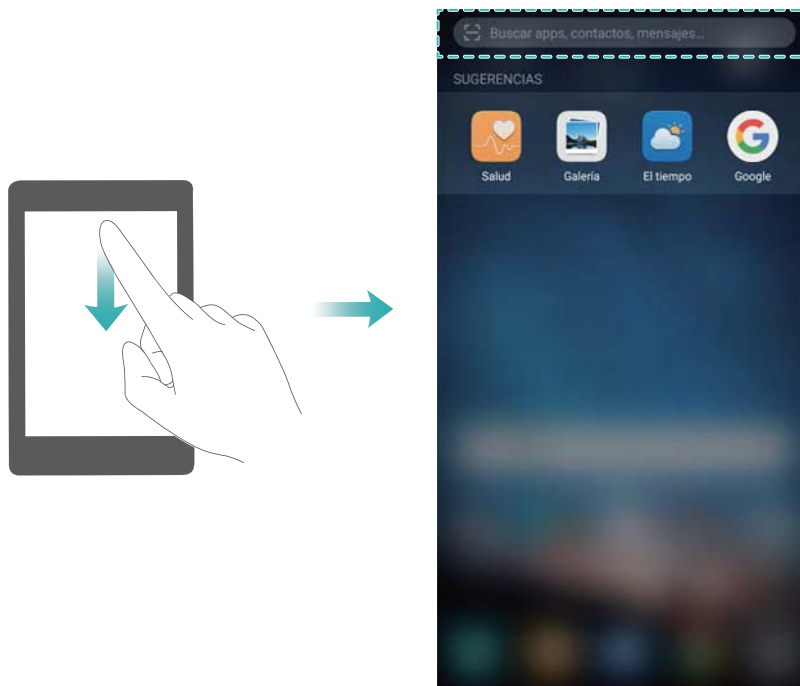 Buscar apps, contactos, mensajes...
SUGERENCIAS
Salud
Galería
El tiempo
Google